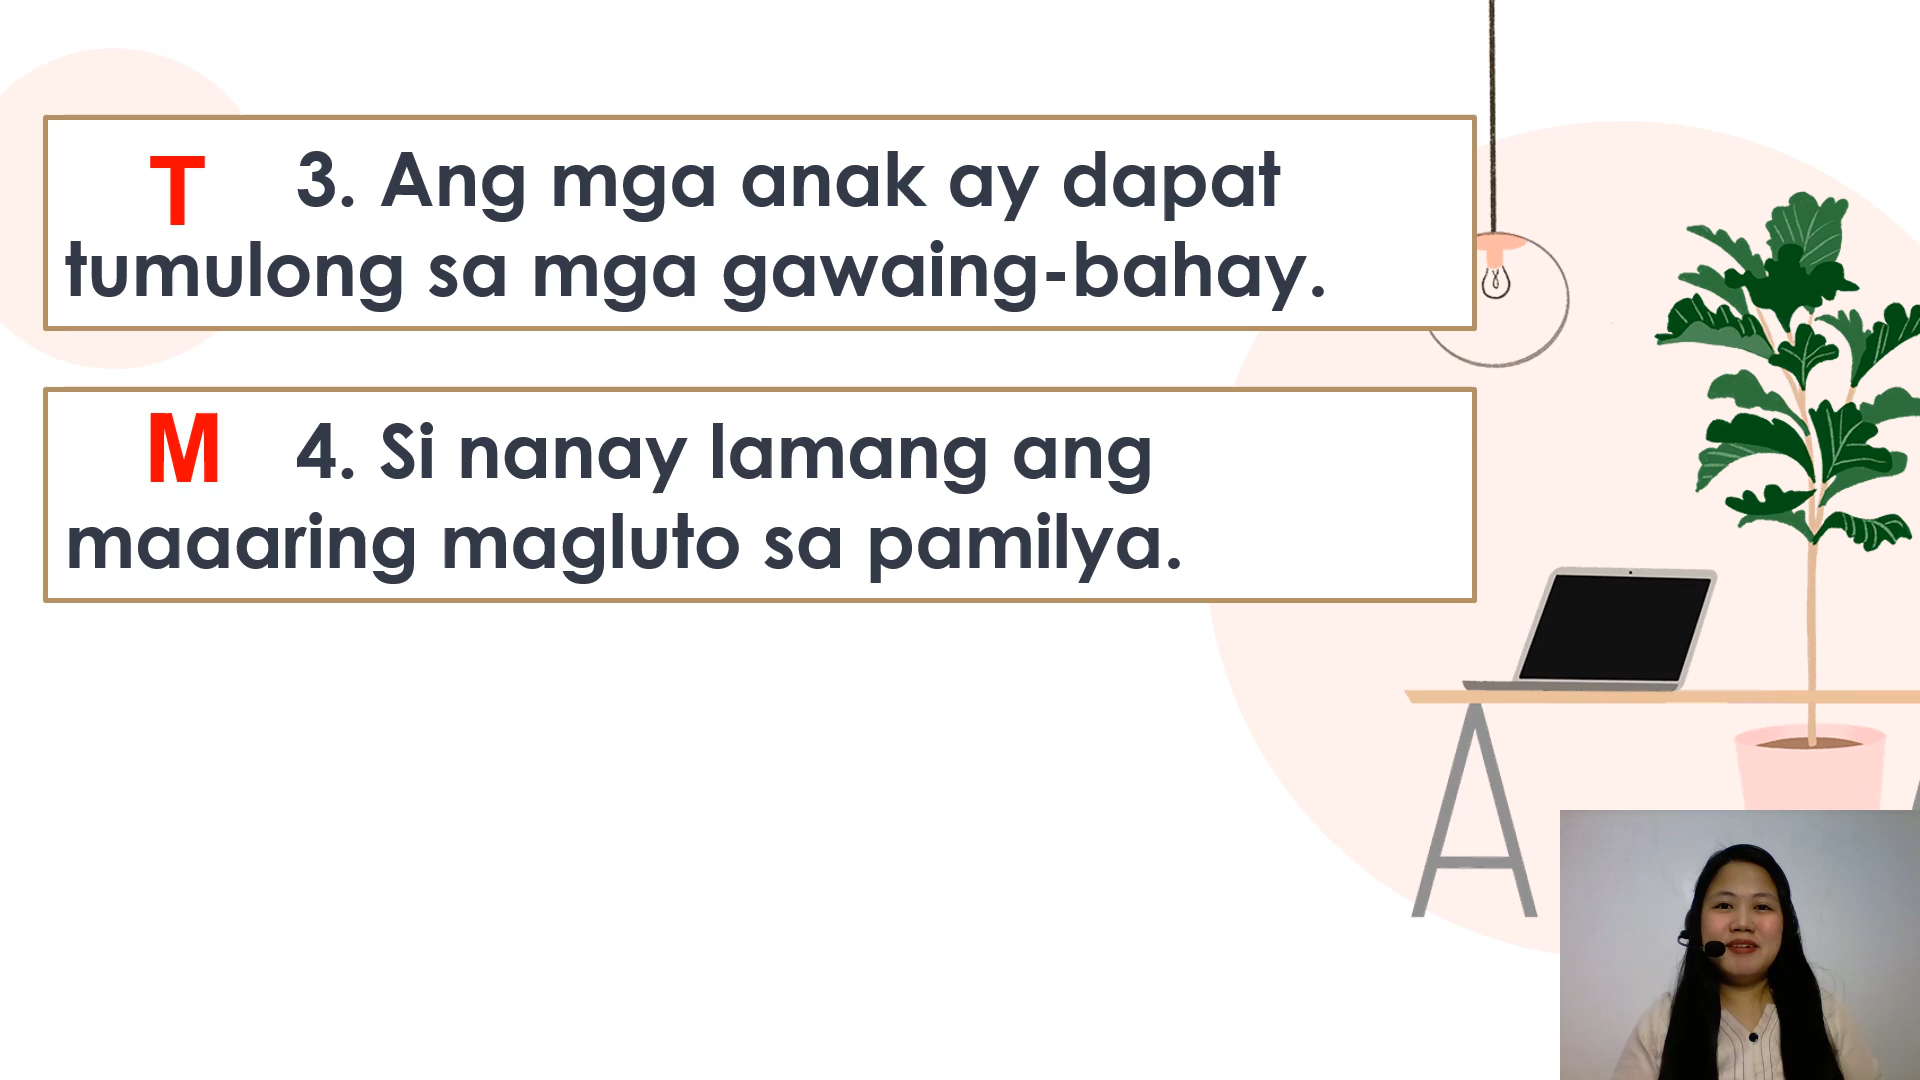 T 3. Ang mga anak ay dapat
tumulong sa mga gawaing-bahay.
M 4. Si nanay lamang ang
maaaring magluto sa pamilya.